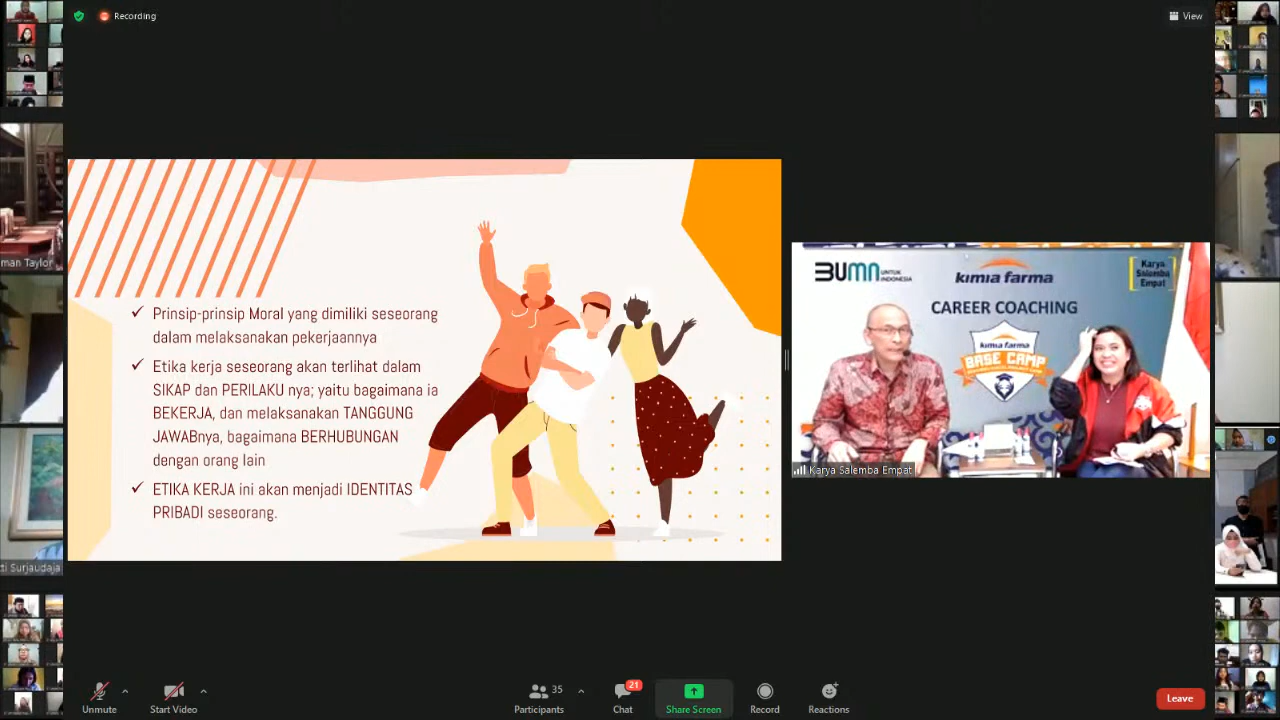 Recording
View
Prinsip-prinsip Moral yang dimiliki seseorang
dalam melaksanakan pekerjaannya
Etika kerja seseorang akan terlihat dalam
SIKAP dan PERILAKU nya; yaitu bagaimana ia
BEKERJA, dan melaksanakan TANGGUNG
JAWABnya, bagaimana BERHUBUNGAN
dengan orang lain
ETIKA KERJA ini akan menjadi IDENTITAS
PRIBADI seseorang.
BUMN UNTUK
INDONESIA
kimia farma
Karya
Salemba
Empat
CAREER COACHING
kimia farma
BASE CAMP
Karya Salemba Empat
man Taylor
ti Surjaudaja
Unmute
Start Video
35
Participants
21
Chat
Share Screen
Record
Reactions
Leave